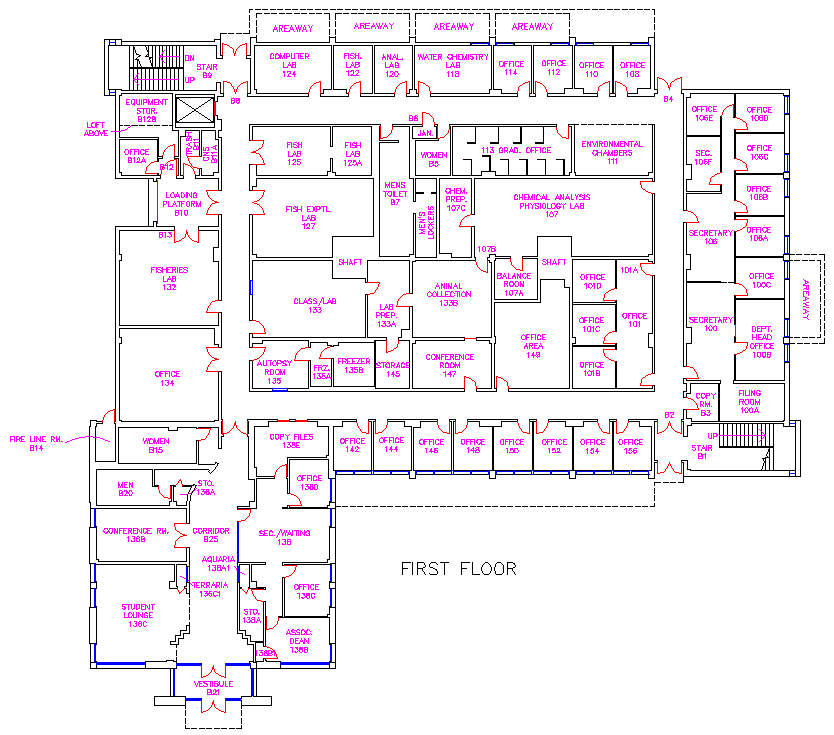 AREAWAY
AREAWAY
AREAWAY
AREAWAY
DN
UP
STAIR
B9
COMPUTER
LAB
124
FISH.
LAB
122
ANAL.
LAB
120
WATER CHEMISTRY
LAB
118
OFFICE
114
OFFICE
112
OFFICE
110
OFFICE
108
B8
B4
EQUIPMENT
STOR.
B12B
LOFT
ABOVE
OFFICE
B12A
B12
TRASH
B11
B11A
LOADING
PLATFORM
B10
B13
FISH
LAB
125
FISH
LAB
125A
MENS
TOILET
B7
B6
JAN.
WOMEN
B5
113 GRAD. OFFICE
ENVIRONMENTAL
CHAMBERS
111
OFFICE
106E
OFFICE
106D
SEC.
106F
OFFICE
106C
OFFICE
106B
OFFICE
106A
SECRETARY
106
FISH EXPTL.
LAB
127
MEN'S
LOCKERS
CHEM.
PREP.
107C
CHEMICAL ANALYSIS
PHYSIOLOGY LAB
107
107B
SHAFT
SHAFT
FISHERIES
LAB
132
CLASS/LAB
133
LAB
PREP.
133A
ANIMAL
COLLECTION
133B
BALANCE
ROOM
107A
OFFICE
101D
101A
OFFICE
101C
OFFICE
101
OFFICE
101B
OFFICE
AREA
149
OFFICE
100C
SECRETARY
100
DEPT.
HEAD
OFFICE
100B
AREAWAY
OFFICE
134
AUTOPSY
ROOM
135
FRZ.
135A
FREEZER
135B
STORAGE
145
CONFERENCE
ROOM
147
COPY
RM.
B3
FILING
ROOM
100A
B2
UP
STAIR
B1
FIRE LINE RM.
B14
WOMEN
B15
COPY FILES
138E
OFFICE
142
OFFICE
144
OFFICE
146
OFFICE
148
OFFICE
150
OFFICE
152
OFFICE
154
OFFICE
156
MEN
B20
STO.
136A
OFFICE
138D
CONFERENCE RM.
136B
CORRIDOR
B25
SEC./WAITING
138
AQUARIA
138A1
TERRARIA
136C1
OFFICE
138C
STUDENT
LOUNGE
136C
STO.
138A
ASSOC.
DEAN
138B
138B1
VESTIBULE
B21
FIRST FLOOR